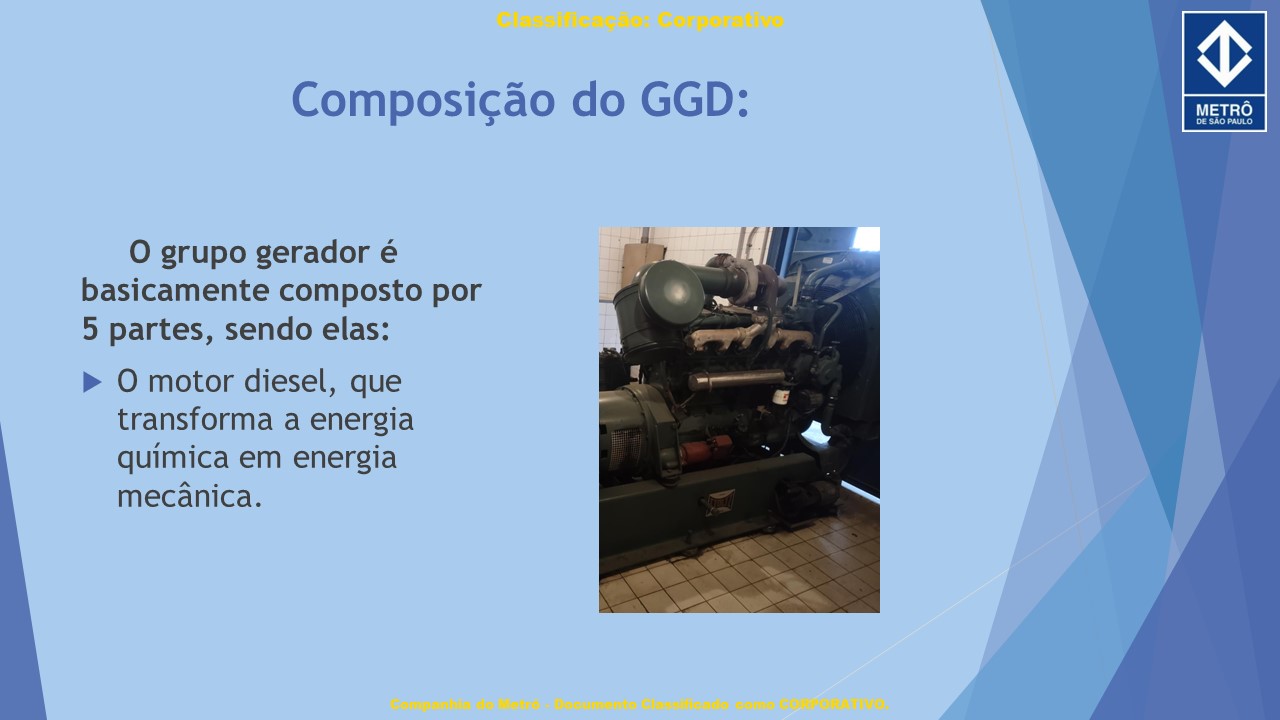 Classificação: Corporativo
METRÔ
DE SÃO PAULO
Composição do GGD:
O grupo gerador é
basicamente composto por
5 partes, sendo elas:
O motor diesel, que
transforma a energia
química em energia
mecânica.
Companhia do Metrô - Documento Classificado como CORPORATIVO.